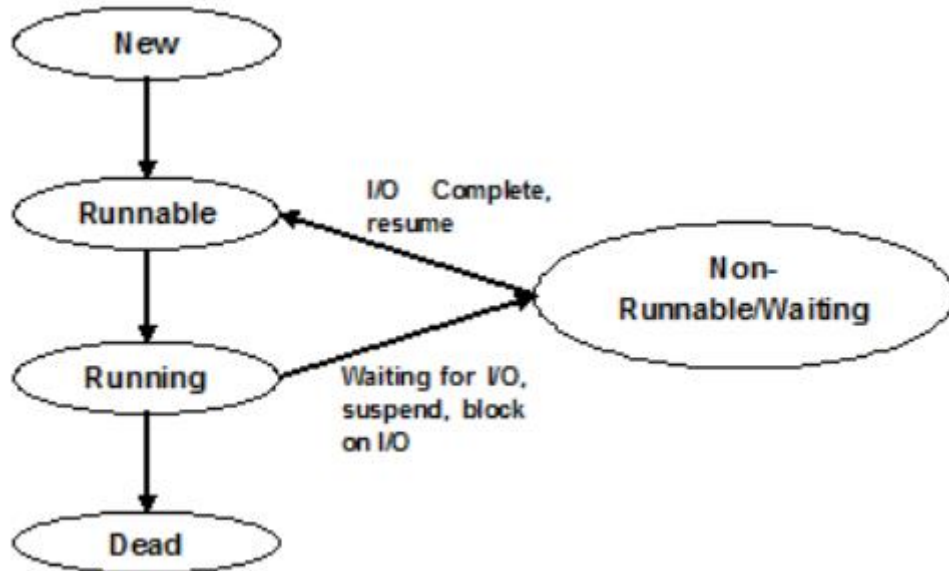 New
Runnable
I/O Complete,
resume
Non-
Runnable/Waiting
Running
Waiting for I/O,
suspend, block
on I/O
Dead